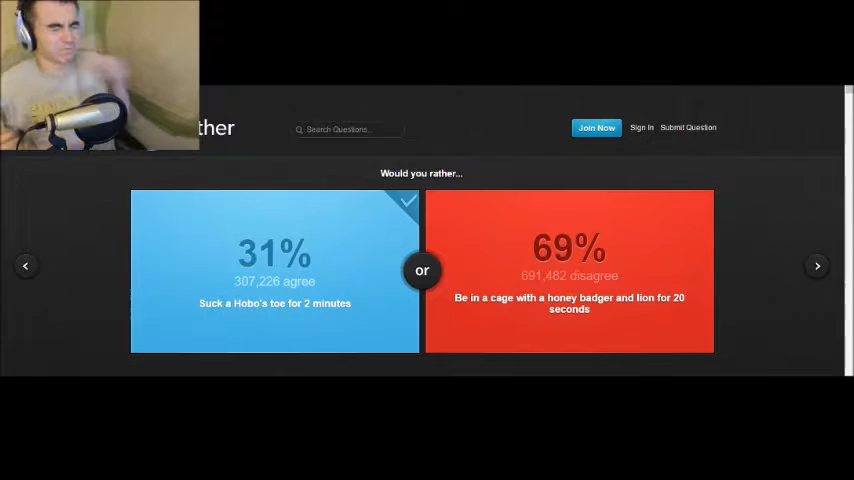 ther
Search Questions...
Join Now
Sign In
Submit Question
Would you rather...
31%
307,226 agree
Suck a Hobo's toe for 2 minutes
or
69%
691,482 disagree
Be in a cage with a honey badger and lion for 20
seconds